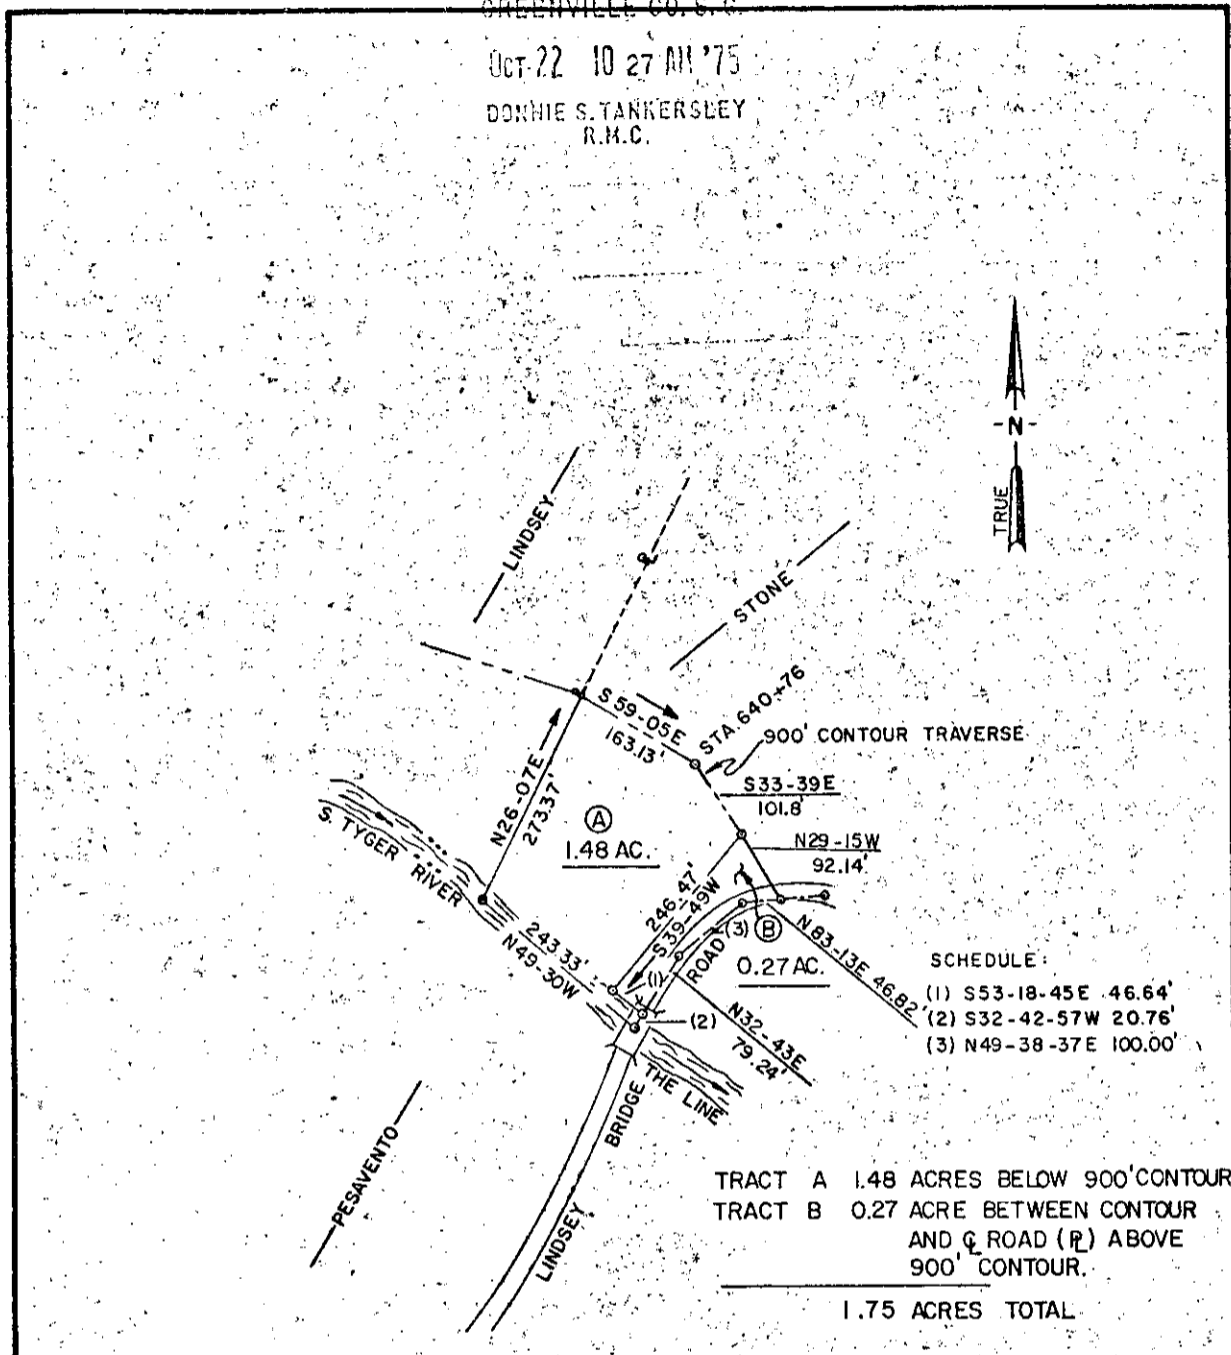 GREENVILLE CO. S. C.
OCT 22 10 27 AM '75
DONNIE S. TANKERSLEY
R.M.C.
-N-
TRUE
LINDSEY
STONE
℄
S 59-05E
163.13'
STA. 640+76
900' CONTOUR TRAVERSE
S33-39E
101.8'
N26-07E
273.37'
A
1.48 AC.
N29-15W
92.14'
S. TYGER RIVER
246.47'
S39-49W
243.33'
N49-30W
(1)
(2)
(3)
B
0.27 AC.
ROAD
N83-13E 46.82'
N32-43E
79.24'
SCHEDULE:
(1) S53-18-45E 46.64'
(2) S32-42-57W 20.76'
(3) N49-38-37E 100.00'
THE LINE
BRIDGE
LINDSEY
PESAVENTO
TRACT A 1.48 ACRES BELOW 900' CONTOUR
TRACT B 0.27 ACRE BETWEEN CONTOUR
AND ℄ ROAD (PL) ABOVE
900' CONTOUR.
1.75 ACRES TOTAL